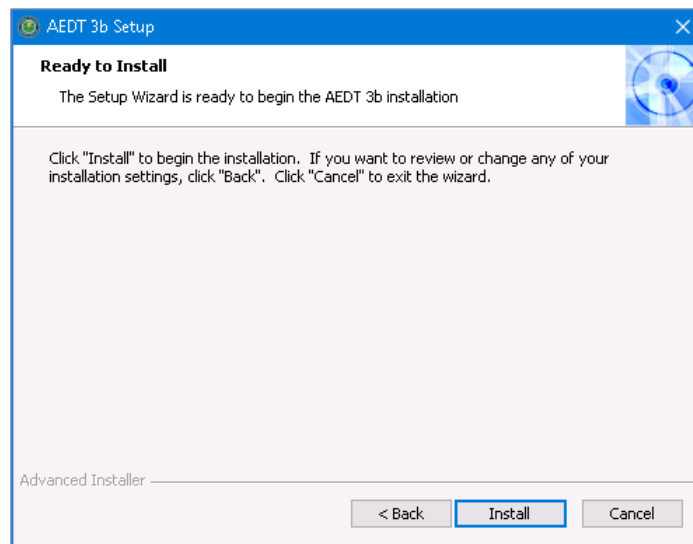 AEDT 3b Setup
Ready to Install
The Setup Wizard is ready to begin the AEDT 3b installation
Click "Install" to begin the installation.  If you want to review or change any of your
installation settings, click "Back".  Click "Cancel" to exit the wizard.
Advanced Installer
< Back
Install
Cancel